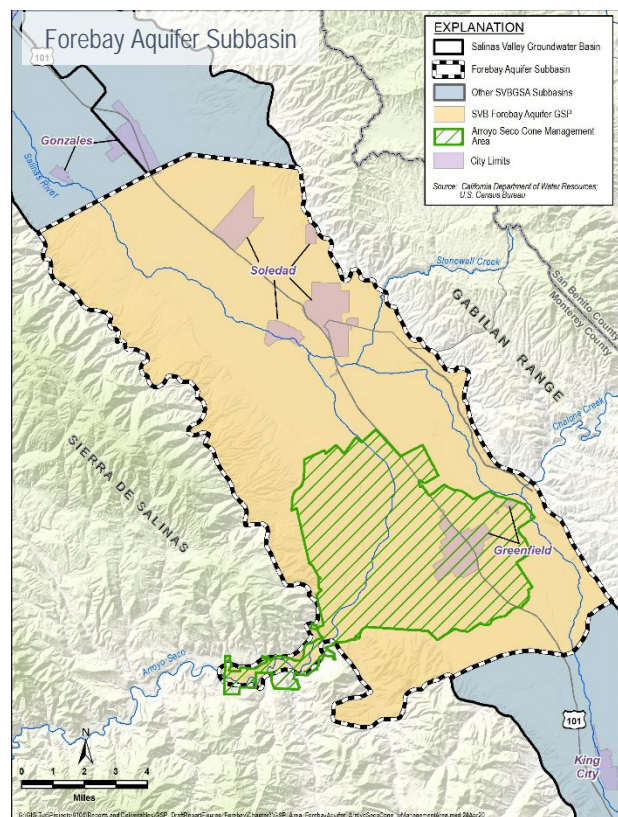 Forebay Aquifer Subbasin
EXPLANATION
Salinas Valley Groundwater Basin
Forebay Aquifer Subbasin
Other SVBGSA Subbasins
SVB Forebay Aquifer GSP
Arroyo Seco Cone Management
Area
City Limits
Source: California Department of Water Resources;
U.S. Census Bureau
101
Gonzales
Salinas
River
Soledad
Stonewall Creek
San Benito County
Monterey County
GABILAN RANGE
Chalone Creek
SIERRA DE SALINAS
Greenfield
Arroyo Seco
101
King
City
N
0 1 2 3 4
Miles